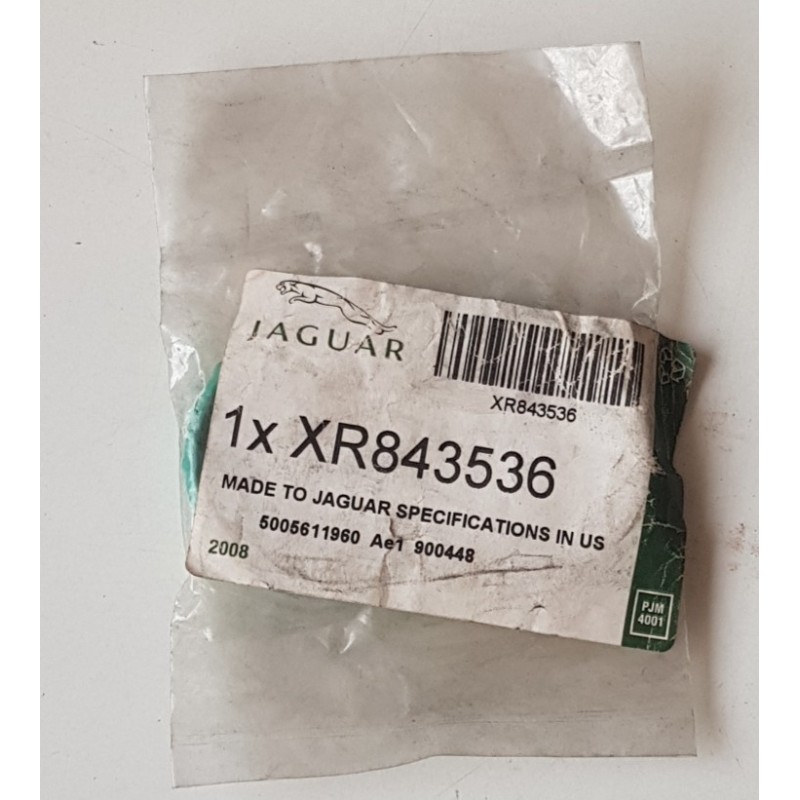 JAGUAR
XR843536
1x XR843536
MADE TO JAGUAR SPECIFICATIONS IN US
5005611960 Ae1 900448
2008
PJM
4001